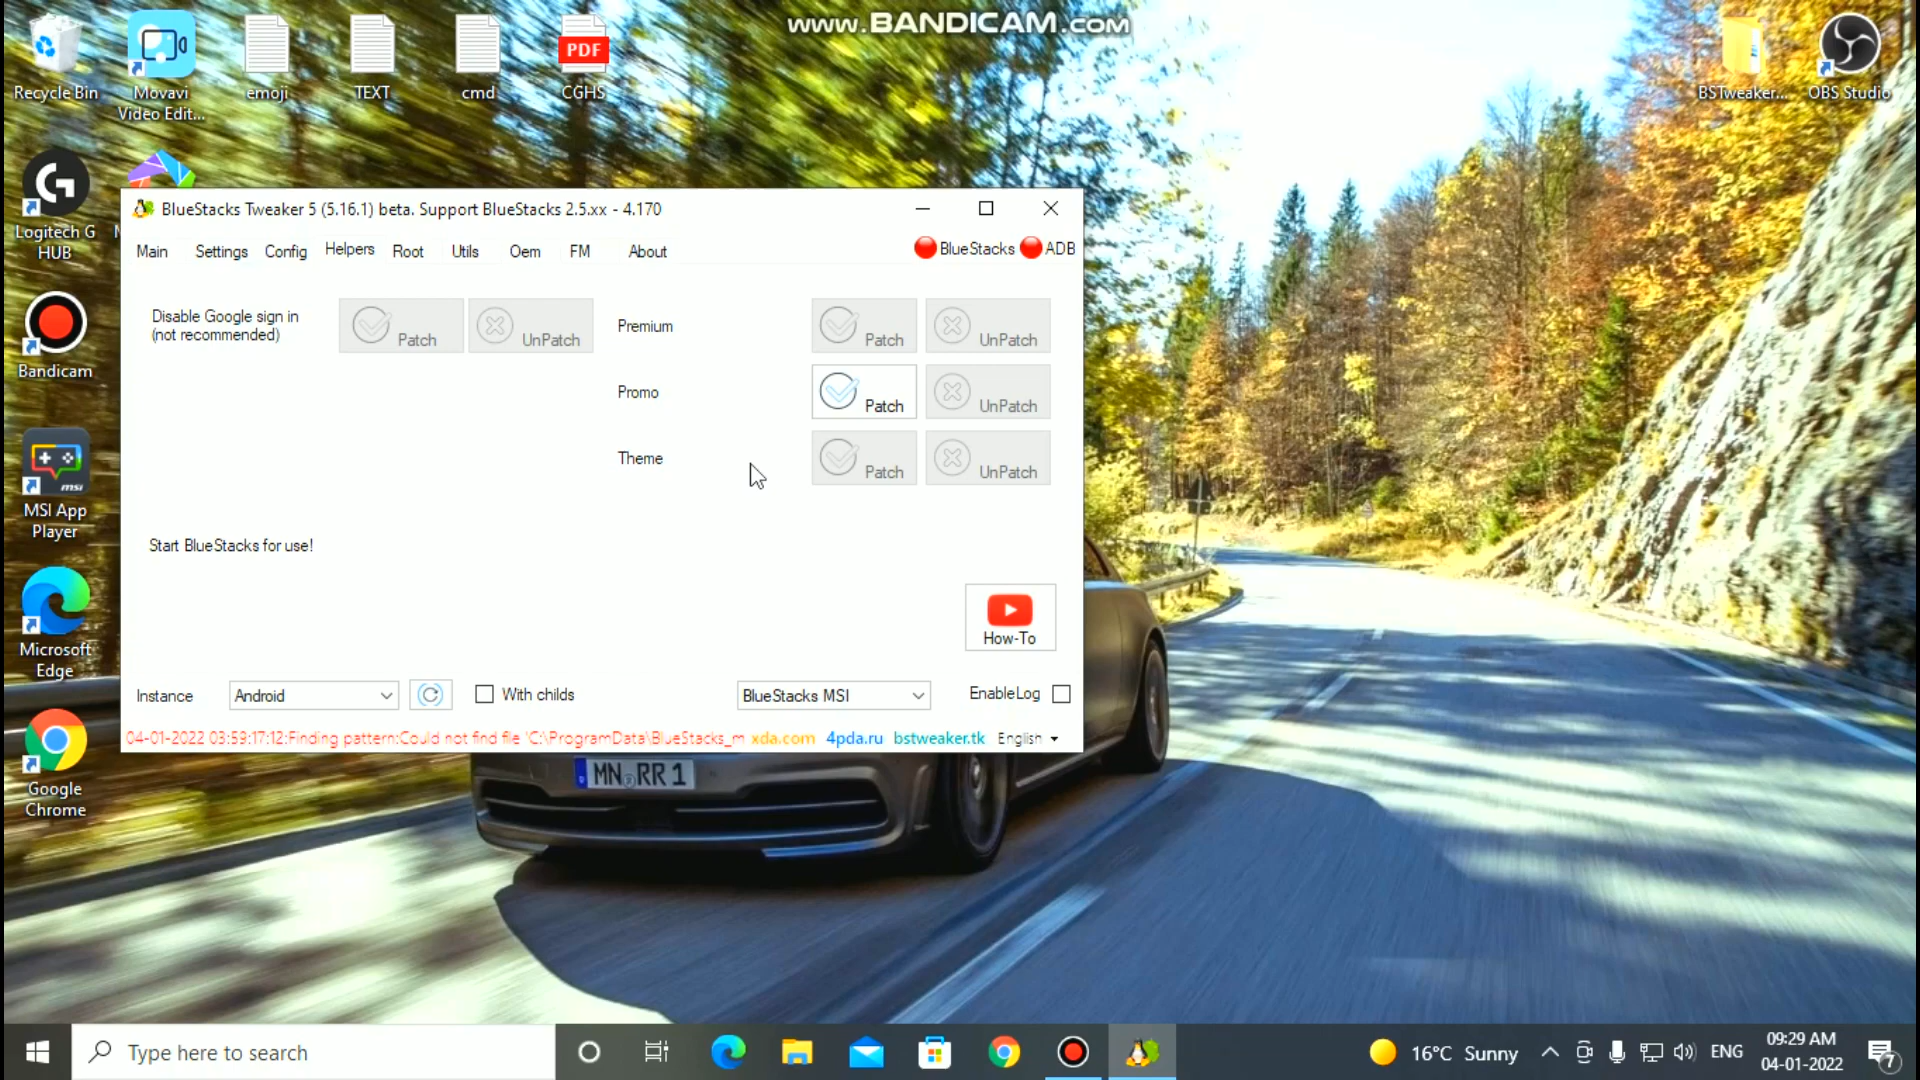 www.BANDICAM.com
Recycle Bin
Movavi
Video Edit...
emoji
TEXT
cmd
PDF
CGHS
BSTweaker...
OBS Studio
Logitech G
HUB
Bandicam
msi
MSI App
Player
Microsoft
Edge
Google
Chrome
BlueStacks Tweaker 5 (5.16.1) beta. Support BlueStacks 2.5.xx - 4.170
Main Settings Config Helpers Root Utils Oem FM About
BlueStacks ADB
Disable Google sign in
(not recommended)
Patch UnPatch
Premium Patch UnPatch
Promo Patch UnPatch
Theme Patch UnPatch
Start BlueStacks for use!
How-To
Instance Android With childs BlueStacks MSI EnableLog
04-01-2022 03:59:17:12:Finding pattern:Could not find file 'C:\ProgramData\BlueStacks_m xda.com 4pda.ru bstweaker.tk English
MN RR 1
Type here to search
16°C Sunny
ENG
09:29 AM
04-01-2022
7